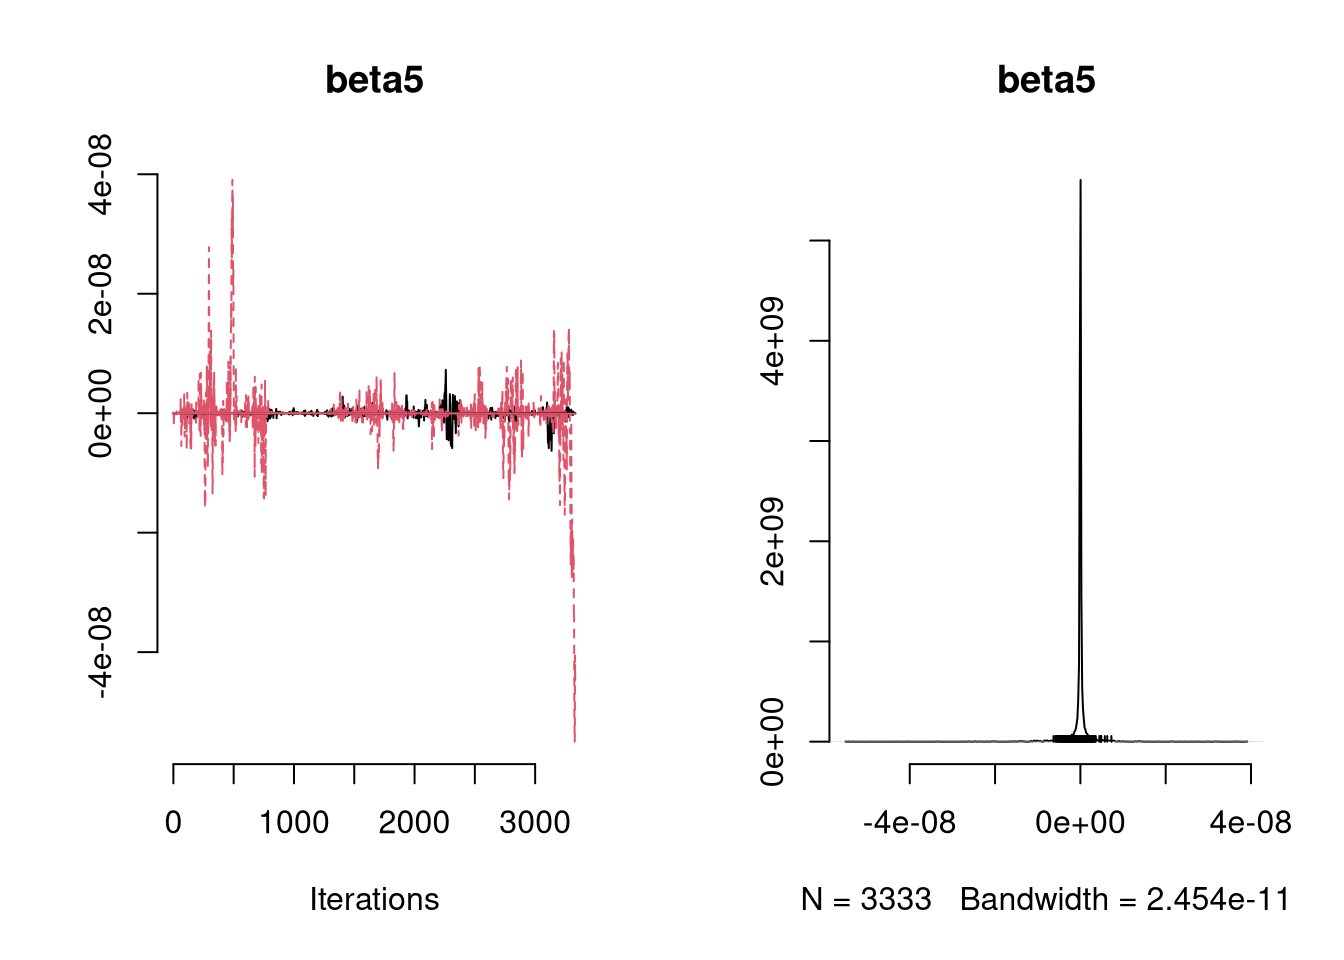 beta5
4e-08
2e-08
0e+00
-4e-08
0
1000
2000
3000
Iterations
beta5
4e+09
2e+09
0e+00
-4e-08
0e+00
4e-08
N = 3333 Bandwidth = 2.454e-11